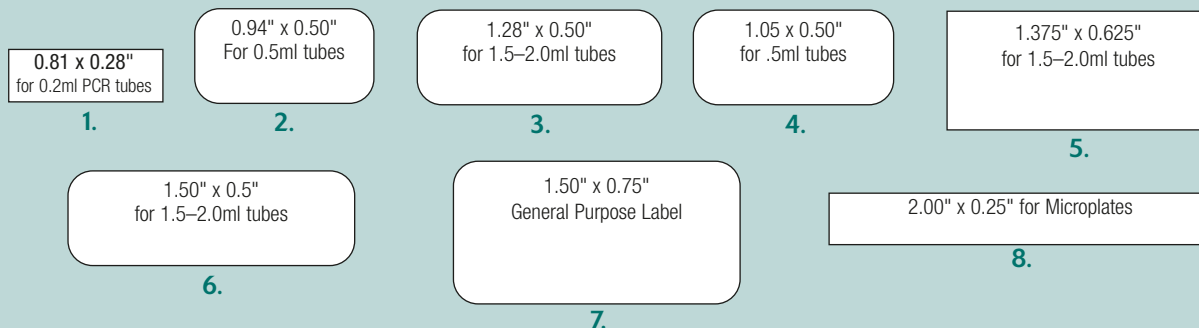 0.81 x 0.28"
for 0.2ml PCR tubes
1.
0.94" x 0.50"
For 0.5ml tubes
2.
1.28" x 0.50"
for 1.5–2.0ml tubes
3.
1.05 x 0.50"
for .5ml tubes
4.
1.375" x 0.625"
for 1.5–2.0ml tubes
5.
1.50" x 0.5"
for 1.5–2.0ml tubes
6.
1.50" x 0.75"
General Purpose Label
7.
2.00" x 0.25" for Microplates
8.